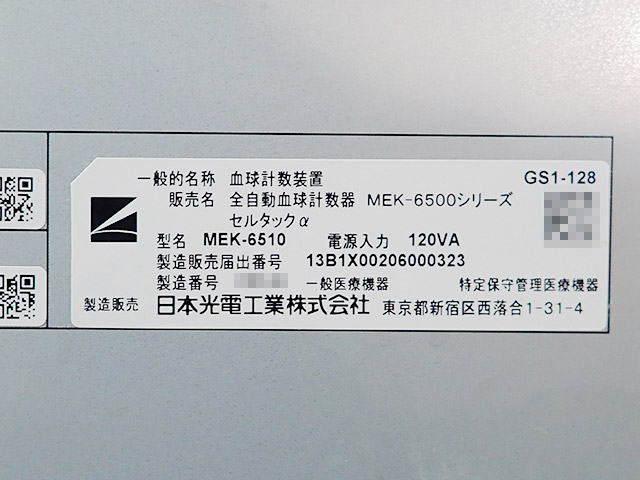 一般的名称 血球計数装置 GS1-128
販売名 全自動血球計数器 MEK-6500シリーズ
セルタックα
型名 MEK-6510 電源入力 120VA
製造販売届出番号 13B1X00206000323
製造番号 一般医療機器 特定保守管理医療機器
製造販売 日本光電工業株式会社 東京都新宿区西落合1-31-4